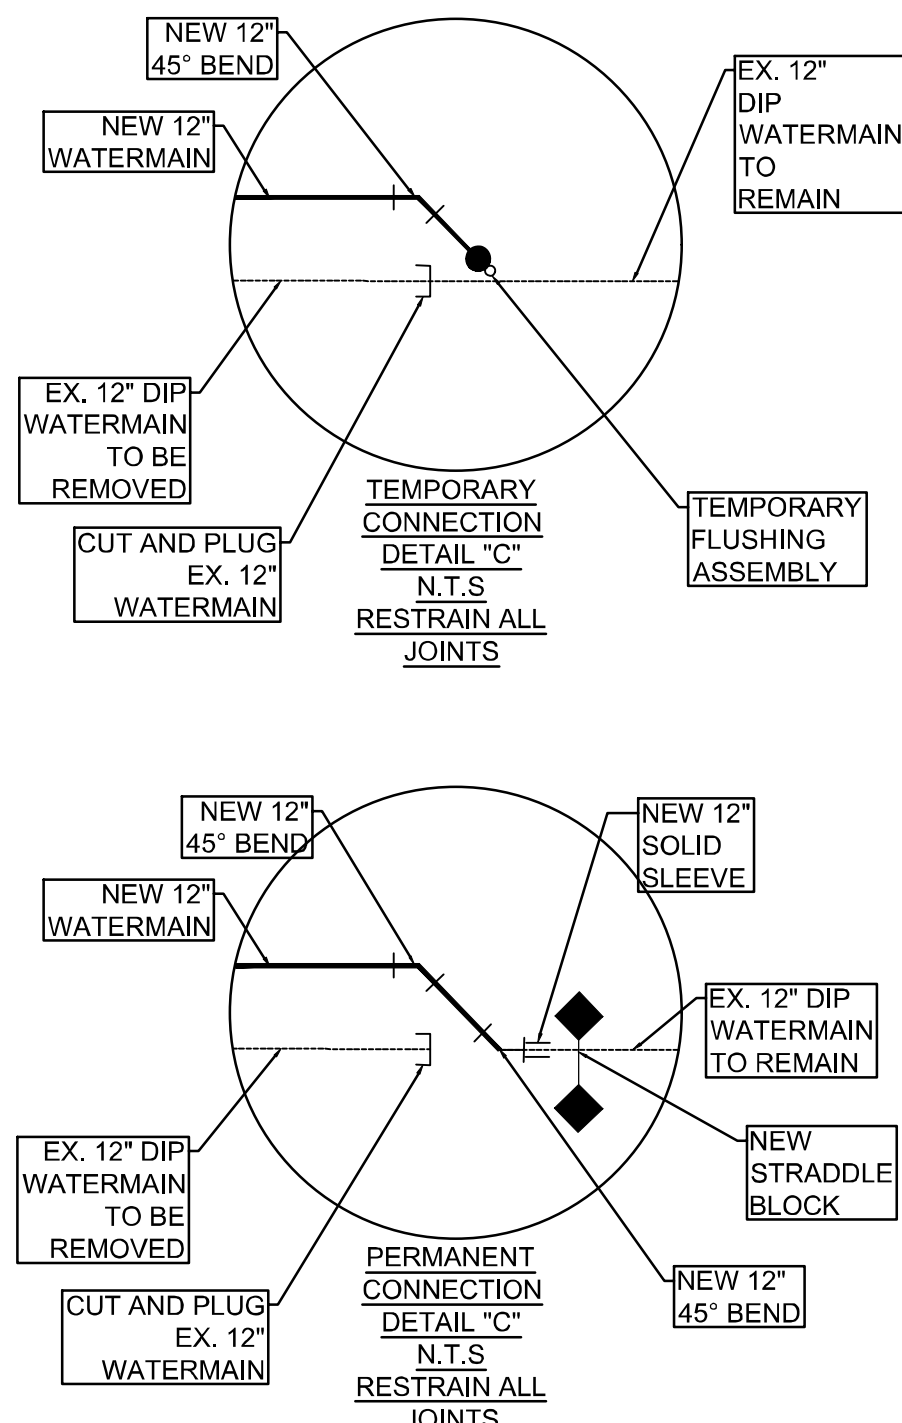 NEW 12"
45° BEND
EX. 12"
DIP
WATERMAIN
TO
REMAIN
NEW 12"
WATERMAIN
EX. 12" DIP
WATERMAIN
TO BE
REMOVED
CUT AND PLUG
EX. 12"
WATERMAIN
TEMPORARY
CONNECTION
DETAIL "C"
N.T.S
RESTRAIN ALL
JOINTS
TEMPORARY
FLUSHING
ASSEMBLY
NEW 12"
45° BEND
NEW 12"
SOLID
SLEEVE
NEW 12"
WATERMAIN
EX. 12" DIP
WATERMAIN
TO REMAIN
EX. 12" DIP
WATERMAIN
TO BE
REMOVED
NEW
STRADDLE
BLOCK
CUT AND PLUG
EX. 12"
WATERMAIN
PERMANENT
CONNECTION
DETAIL "C"
N.T.S
RESTRAIN ALL
JOINTS
NEW 12"
45° BEND